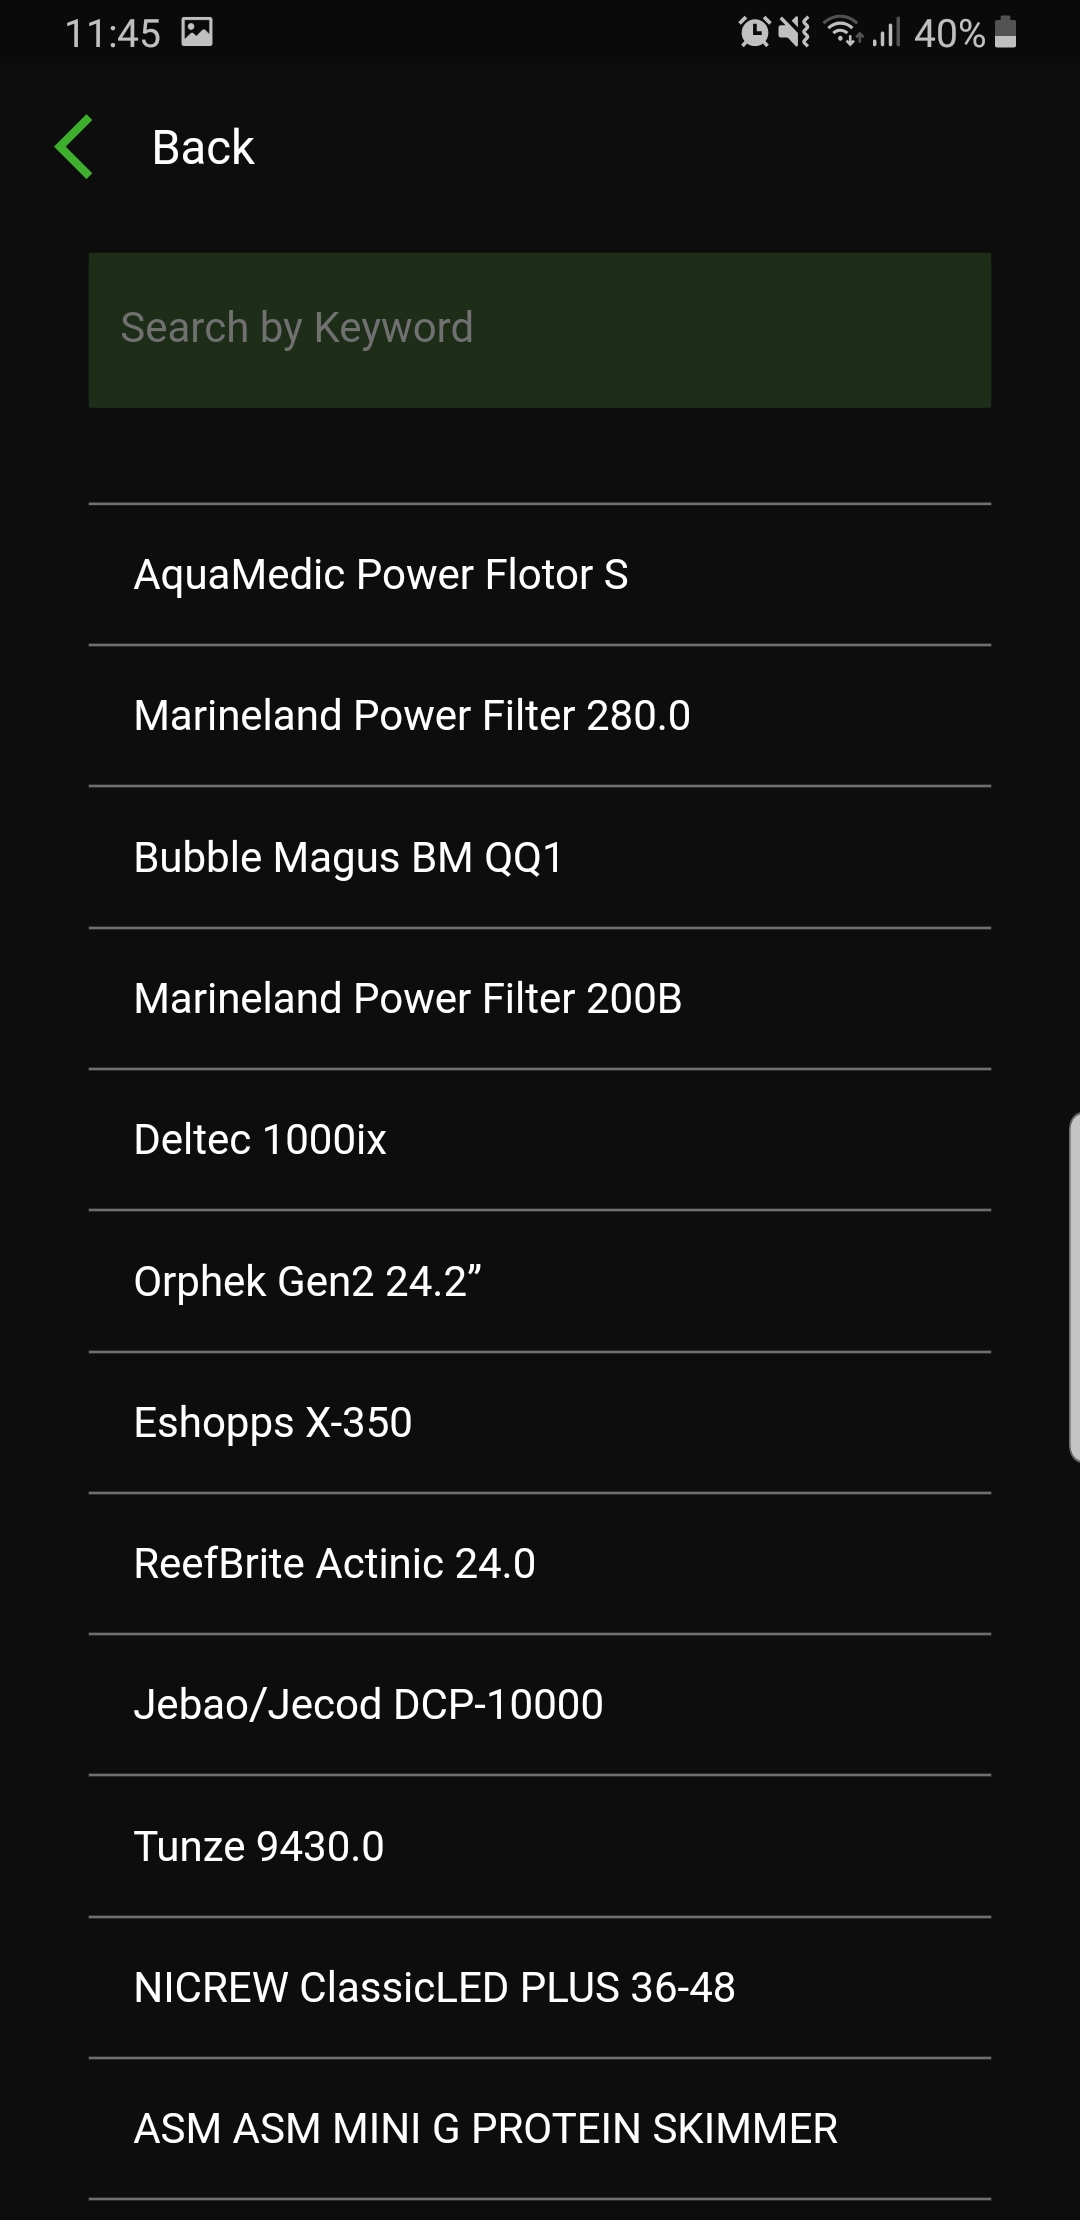 11:45
40%
Back
Search by Keyword
AquaMedic Power Flotor S
Marineland Power Filter 280.0
Bubble Magus BM QQ1
Marineland Power Filter 200B
Deltec 1000ix
Orphek Gen2 24.2”
Eshopps X-350
ReefBrite Actinic 24.0
Jebao/Jecod DCP-10000
Tunze 9430.0
NICREW ClassicLED PLUS 36-48
ASM ASM MINI G PROTEIN SKIMMER